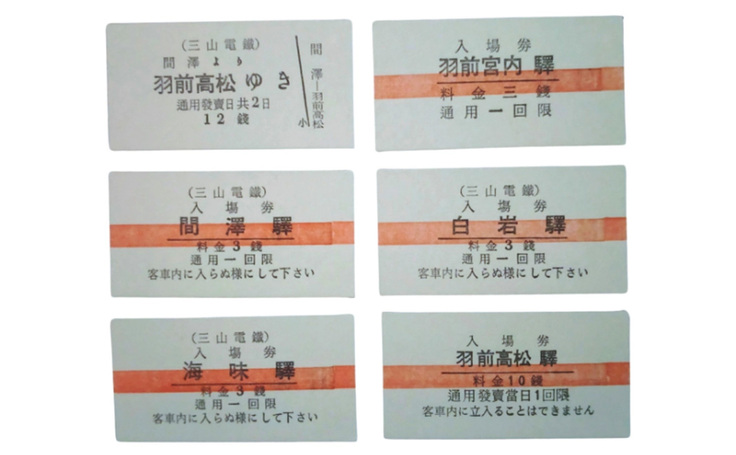 (三山電鐵)
間澤より
羽前高松ゆき
通用發賣日共2日
12錢
間澤―羽前高松
小
入場券
羽前宮内驛
料金三錢
通用一回限
(三山電鐵)
入場券
間澤驛
料金3錢
通用一回限
客車内に入らぬ様にして下さい
(三山電鐵)
入場券
白岩驛
料金3錢
通用一回限
客車内に入らぬ様にして下さい
(三山電鐵)
入場券
海味驛
料金3錢
通用一回限
客車内に入らぬ様にして下さい
入場券
羽前高松驛
料金10錢
通用發賣當日1回限
客車内に立入ることはできません